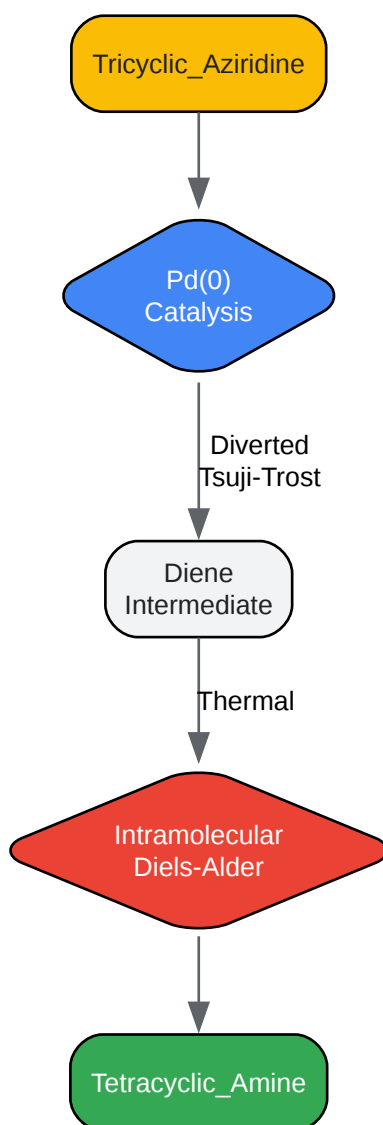 Tricyclic_Aziridine
Pd(0)
Catalysis
Diverted
Tsuji-Trost
Diene
Intermediate
Thermal
Intramolecular
Diels-Alder
Tetracyclic_Amine